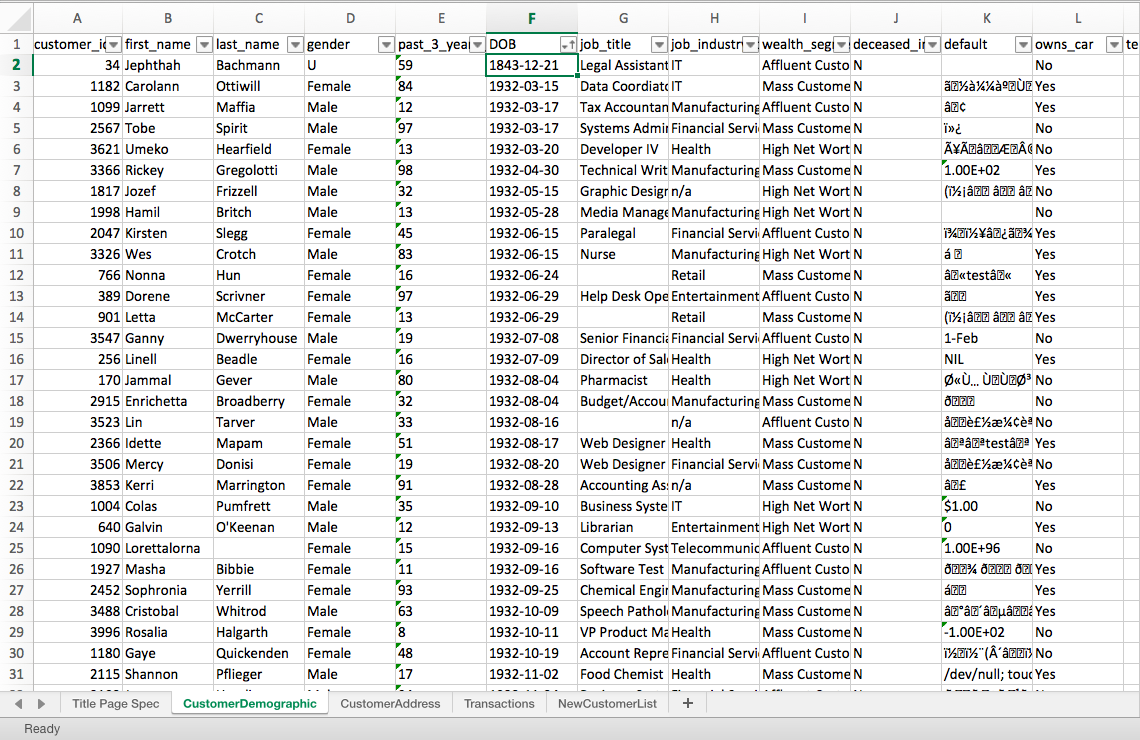 A B C D E F G H I J K L
1 customer_i first_name last_name gender past_3_yea DOB job_title job_industr wealth_seg deceased_i default owns_car te
2 34 Jephthah Bachmann U 59 1843-12-21 Legal Assistant IT Affluent Custo N No
3 1182 Carolann Ottiwill Female 84 1932-03-15 Data Coordiato IT Mass Custome N Yes
4 1099 Jarrett Maffia Male 12 1932-03-17 Tax Accountan Manufacturing Mass Custome N Yes
5 2567 Tobe Spirit Male 97 1932-03-17 Systems Admin Financial Servi Mass Custome N ï»¿ No
6 3621 Umeko Hearfield Female 13 1932-03-20 Developer IV Health High Net Wort N No
7 3366 Rickey Gregolotti Male 98 1932-04-30 Technical Writ Manufacturing Mass Custome N 1.00E+02 Yes
8 1817 Jozef Frizzell Male 32 1932-05-15 Graphic Design n/a High Net Wort N No
9 1998 Hamil Britch Male 13 1932-05-28 Media Manage Manufacturing High Net Wort N No
10 2047 Kirsten Slegg Female 45 1932-06-15 Paralegal Financial Servi Affluent Custo N Yes
11 3326 Wes Crotch Male 83 1932-06-15 Nurse Manufacturing High Net Wort N Yes
12 766 Nonna Hun Female 16 1932-06-24 Retail Mass Custome N Yes
13 389 Dorene Scrivner Female 97 1932-06-29 Help Desk Ope Entertainment Affluent Custo N Yes
14 901 Letta McCarter Female 13 1932-06-29 Retail Mass Custome N Yes
15 3547 Ganny Dwerryhouse Male 19 1932-07-08 Senior Financia Financial Servi Affluent Custo N 1-Feb No
16 256 Linell Beadle Female 16 1932-07-09 Director of Sal Health High Net Wort N NIL Yes
17 170 Jammal Gever Male 80 1932-08-04 Pharmacist Health High Net Wort N No
18 2915 Enrichetta Broadberry Female 32 1932-08-04 Budget/Accou Manufacturing Mass Custome N Yes
19 3523 Lin Tarver Male 33 1932-08-16 n/a Affluent Custo N No
20 2366 Idette Mapam Female 51 1932-08-17 Web Designer Health Mass Custome N Yes
21 3506 Mercy Donisi Female 19 1932-08-20 Web Designer Financial Servi Mass Custome N No
22 3853 Kerri Marrington Female 91 1932-08-28 Accounting As n/a Mass Custome N Yes
23 1004 Colas Pumfrett Male 35 1932-09-10 Business Syste IT High Net Wort N $1.00 No
24 640 Galvin O'Keenan Male 12 1932-09-13 Librarian Entertainment High Net Wort N 0 Yes
25 1090 Lorettalorna Female 15 1932-09-16 Computer Syst Telecommunic Affluent Custo N 1.00E+96 No
26 1927 Masha Bibbie Female 11 1932-09-16 Software Test Manufacturing Affluent Custo N Yes
27 2452 Sophronia Yerrill Female 93 1932-09-25 Chemical Engi Manufacturing Mass Custome N Yes
28 3488 Cristobal Whitrod Male 63 1932-10-09 Speech Pathol Manufacturing Mass Custome N Yes
29 3996 Rosalia Halgarth Female 8 1932-10-11 VP Product Ma Health Mass Custome N -1.00E+02 No
30 1180 Gaye Quickenden Female 48 1932-10-19 Account Repre Financial Servi Affluent Custo N No
31 2115 Shannon Pflieger Male 17 1932-11-02 Food Chemist Health Mass Custome N /dev/null; touc Yes
Title Page Spec CustomerDemographic CustomerAddress Transactions NewCustomerList +
Ready